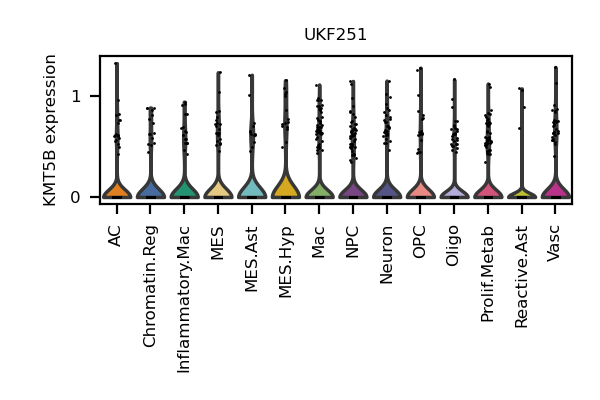 UKF251
KMT5B expression
1
0
AC
Chromatin.Reg
Inflammatory.Mac
MES
MES.Ast
MES.Hyp
Mac
NPC
Neuron
OPC
Oligo
Prolif.Metab
Reactive.Ast
Vasc